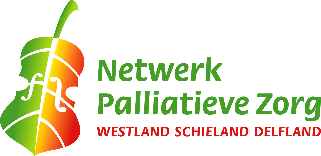 Netwerk
Palliatieve Zorg
WESTLAND SCHIELAND DELFLAND